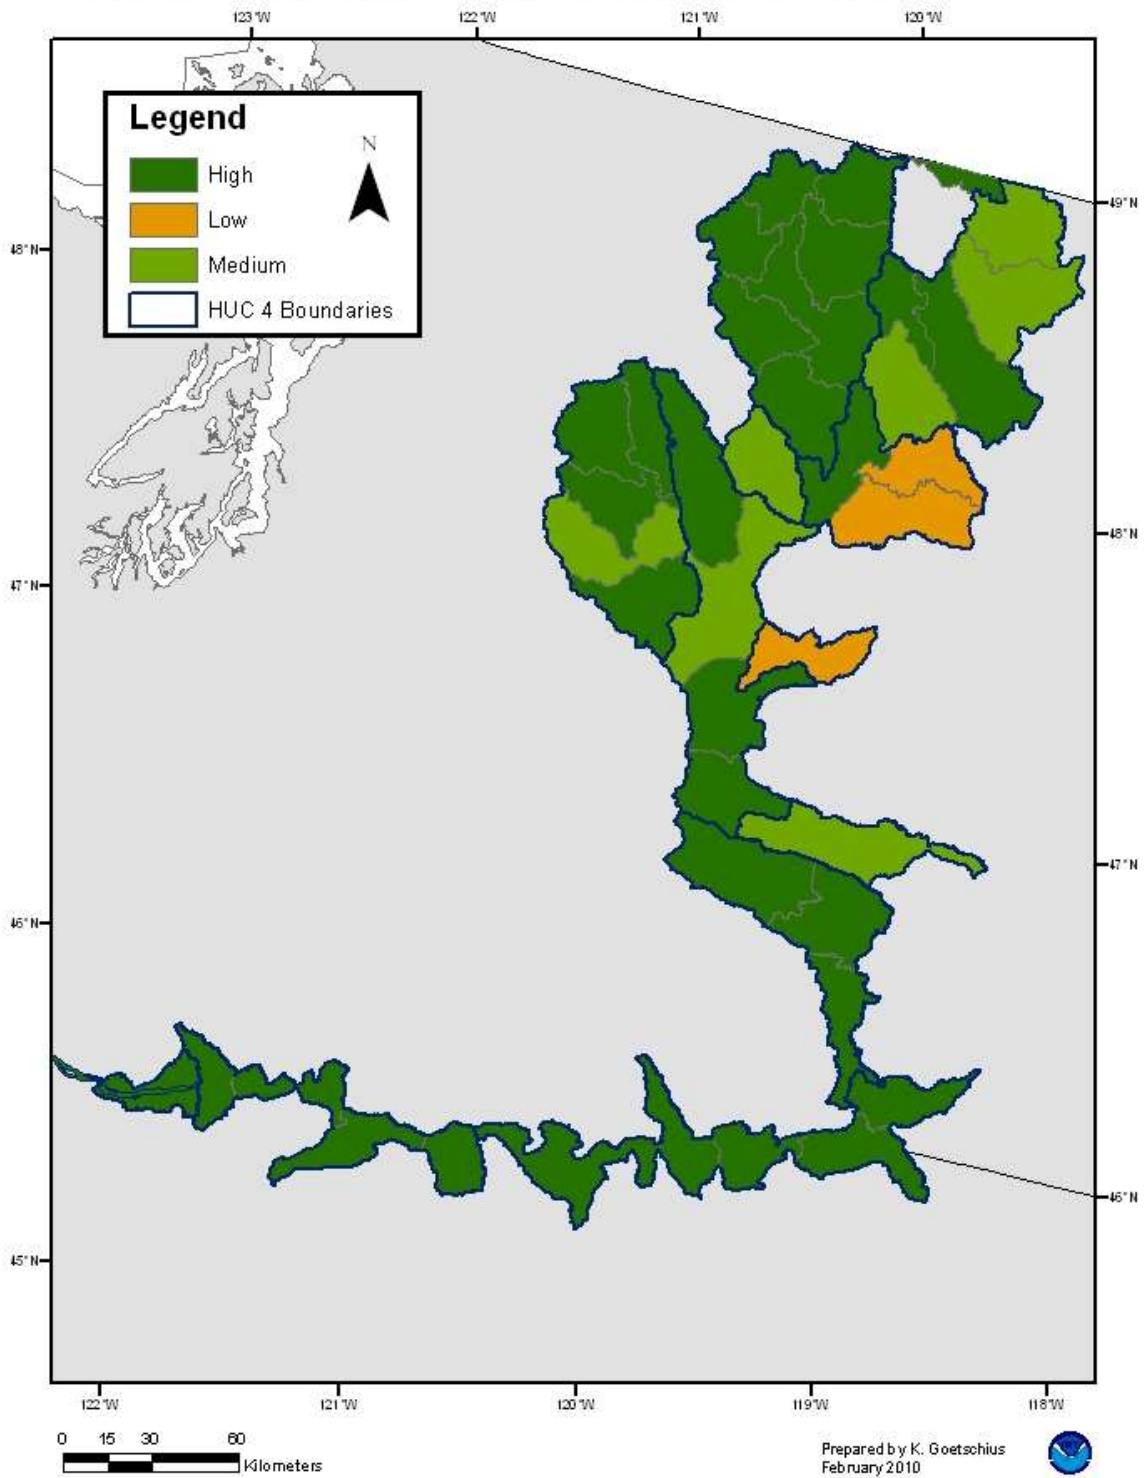 123°W 122°W 121°W 120°W
Legend
N
High
Low
Medium
HUC 4 Boundaries
49°N
48°N
48°N
47°N
47°N
46°N
46°N
45°N
122°W 121°W 120°W 119°W 118°W
0 15 30 60
Kilometers
Prepared by K. Goetschius
February 2010